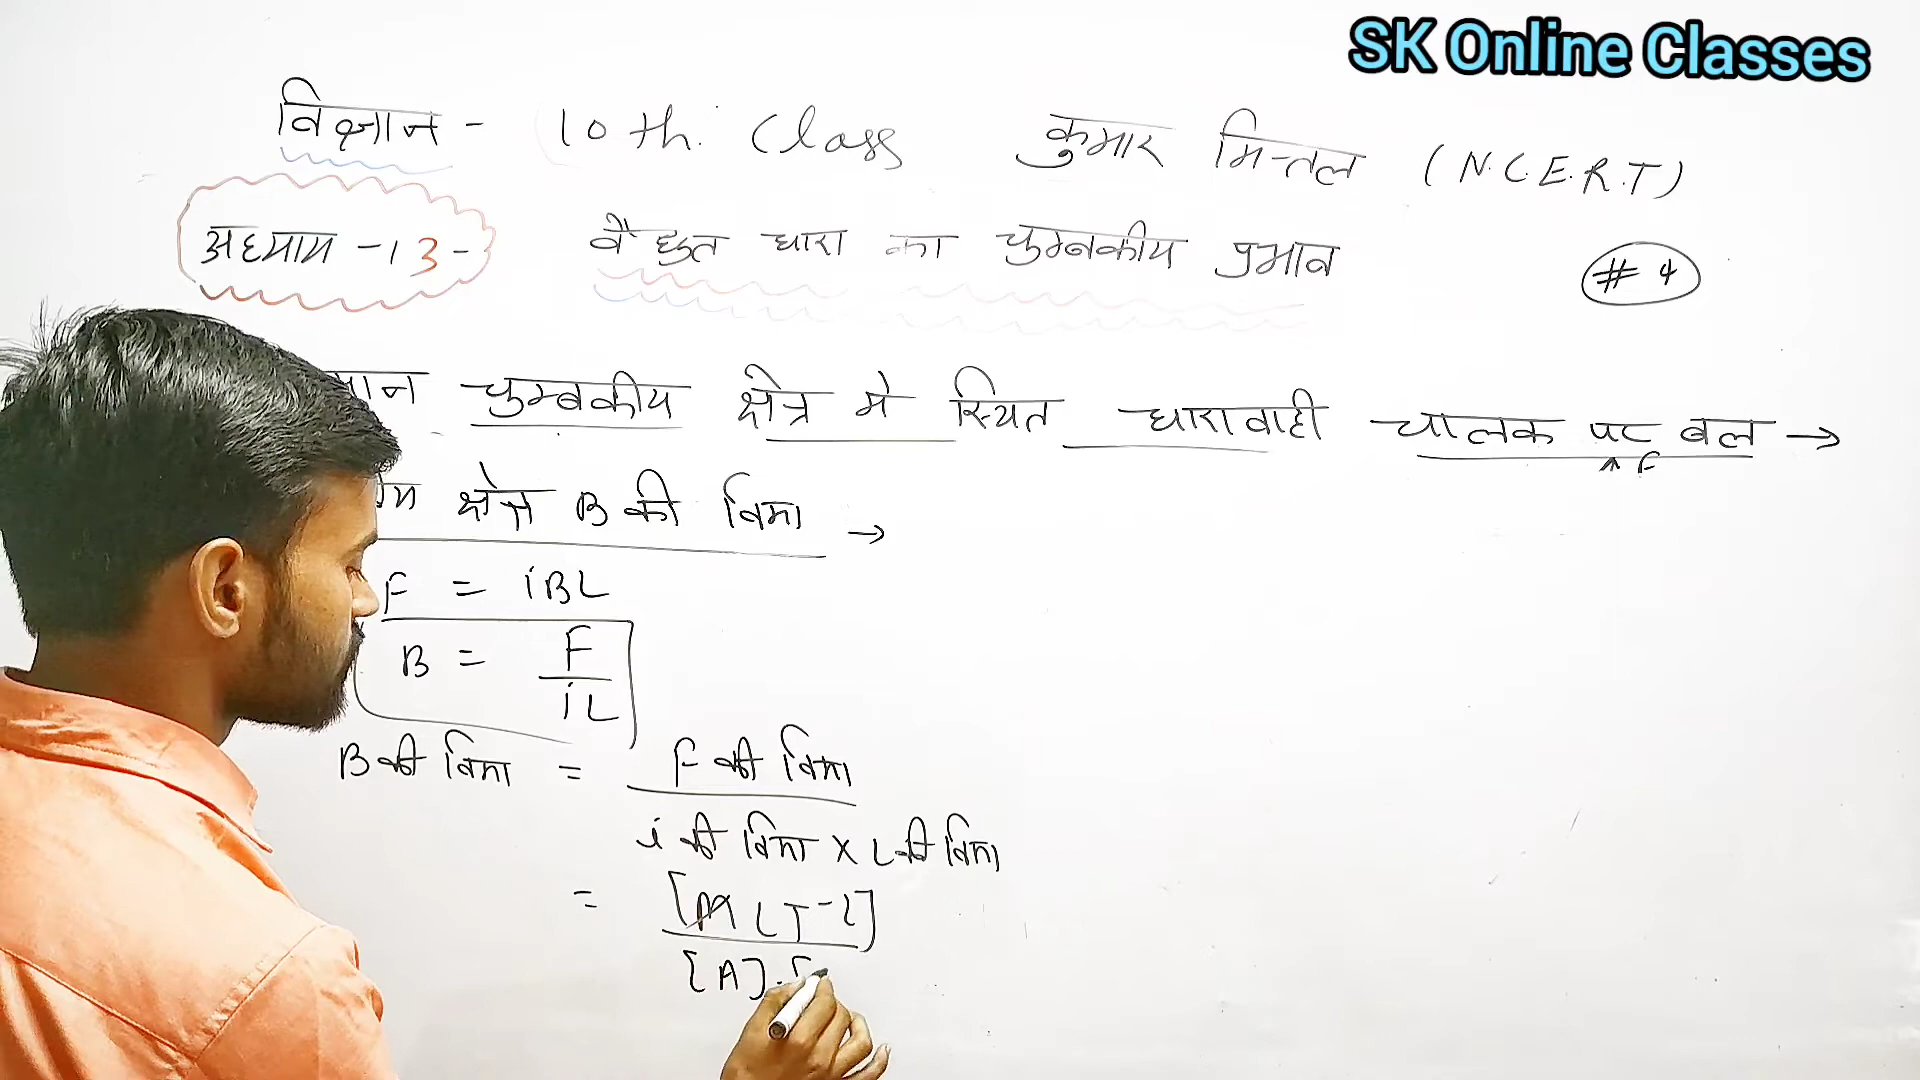 SK Online Classes
विज्ञान - 10th. Class कुमार मित्तल (N.C.E.R.T)
अध्याय -13- वैद्युत धारा का चुम्बकीय प्रभाव #4
चुम्बकीय क्षेत्र मे स्थित धारावाही चालक पर बल →
क्षेत्र B की विमा →
F = iBL
B = F / iL
B की विमा = F की विमा
i की विमा x L की विमा
= [MLT⁻²]
[A].[